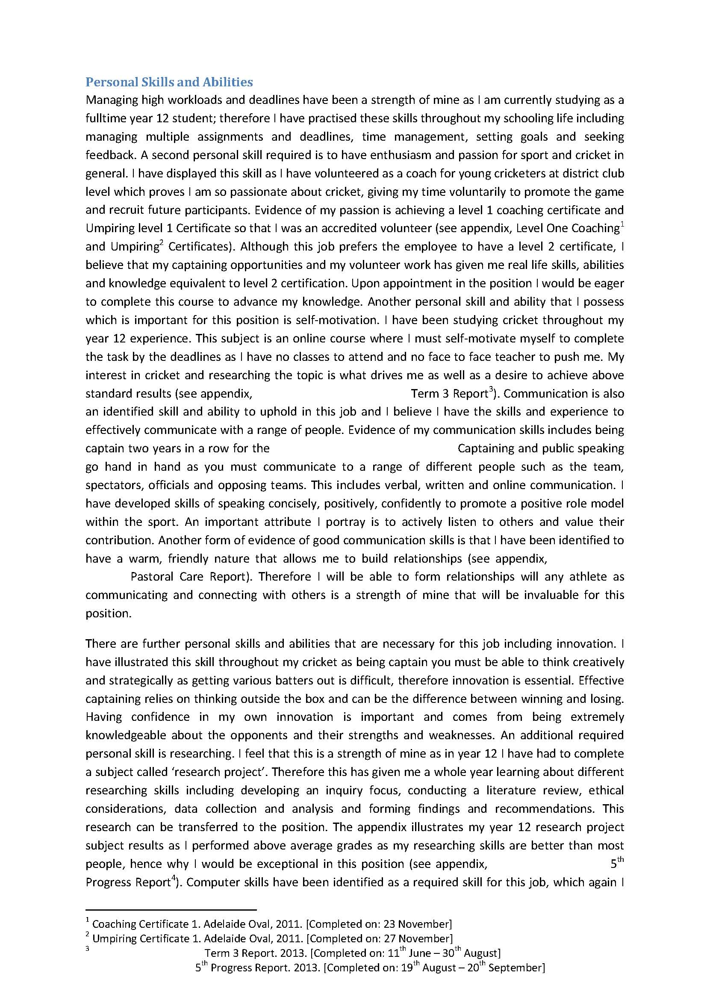 Personal Skills and Abilities
Managing high workloads and deadlines have been a strength of mine as I am currently studying as a
fulltime year 12 student; therefore I have practised these skills throughout my schooling life including
managing multiple assignments and deadlines, time management, setting goals and seeking
feedback. A second personal skill required is to have enthusiasm and passion for sport and cricket in
general. I have displayed this skill as I have volunteered as a coach for young cricketers at district club
level which proves I am so passionate about cricket, giving my time voluntarily to promote the game
and recruit future participants. Evidence of my passion is achieving a level 1 coaching certificate and
Umpiring level 1 Certificate so that I was an accredited volunteer (see appendix, Level One Coaching1
and Umpiring2 Certificates). Although this job prefers the employee to have a level 2 certificate, I
believe that my captaining opportunities and my volunteer work has given me real life skills, abilities
and knowledge equivalent to level 2 certification. Upon appointment in the position I would be eager
to complete this course to advance my knowledge. Another personal skill and ability that I possess
which is important for this position is self-motivation. I have been studying cricket throughout my
year 12 experience. This subject is an online course where I must self-motivate myself to complete
the task by the deadlines as I have no classes to attend and no face to face teacher to push me. My
interest in cricket and researching the topic is what drives me as well as a desire to achieve above
standard results (see appendix, Term 3 Report3). Communication is also
an identified skill and ability to uphold in this job and I believe I have the skills and experience to
effectively communicate with a range of people. Evidence of my communication skills includes being
captain two years in a row for the Captaining and public speaking
go hand in hand as you must communicate to a range of different people such as the team,
spectators, officials and opposing teams. This includes verbal, written and online communication. I
have developed skills of speaking concisely, positively, confidently to promote a positive role model
within the sport. An important attribute I portray is to actively listen to others and value their
contribution. Another form of evidence of good communication skills is that I have been identified to
have a warm, friendly nature that allows me to build relationships (see appendix,
Pastoral Care Report). Therefore I will be able to form relationships will any athlete as
communicating and connecting with others is a strength of mine that will be invaluable for this
position.
There are further personal skills and abilities that are necessary for this job including innovation. I
have illustrated this skill throughout my cricket as being captain you must be able to think creatively
and strategically as getting various batters out is difficult, therefore innovation is essential. Effective
captaining relies on thinking outside the box and can be the difference between winning and losing.
Having confidence in my own innovation is important and comes from being extremely
knowledgeable about the opponents and their strengths and weaknesses. An additional required
personal skill is researching. I feel that this is a strength of mine as in year 12 I have had to complete
a subject called ‘research project’. Therefore this has given me a whole year learning about different
researching skills including developing an inquiry focus, conducting a literature review, ethical
considerations, data collection and analysis and forming findings and recommendations. This
research can be transferred to the position. The appendix illustrates my year 12 research project
subject results as I performed above average grades as my researching skills are better than most
people, hence why I would be exceptional in this position (see appendix, 5th
Progress Report4). Computer skills have been identified as a required skill for this job, which again I
1 Coaching Certificate 1. Adelaide Oval, 2011. [Completed on: 23 November]
2 Umpiring Certificate 1. Adelaide Oval, 2011. [Completed on: 27 November]
3 Term 3 Report. 2013. [Completed on: 11th June – 30th August]
5th Progress Report. 2013. [Completed on: 19th August – 20th September]